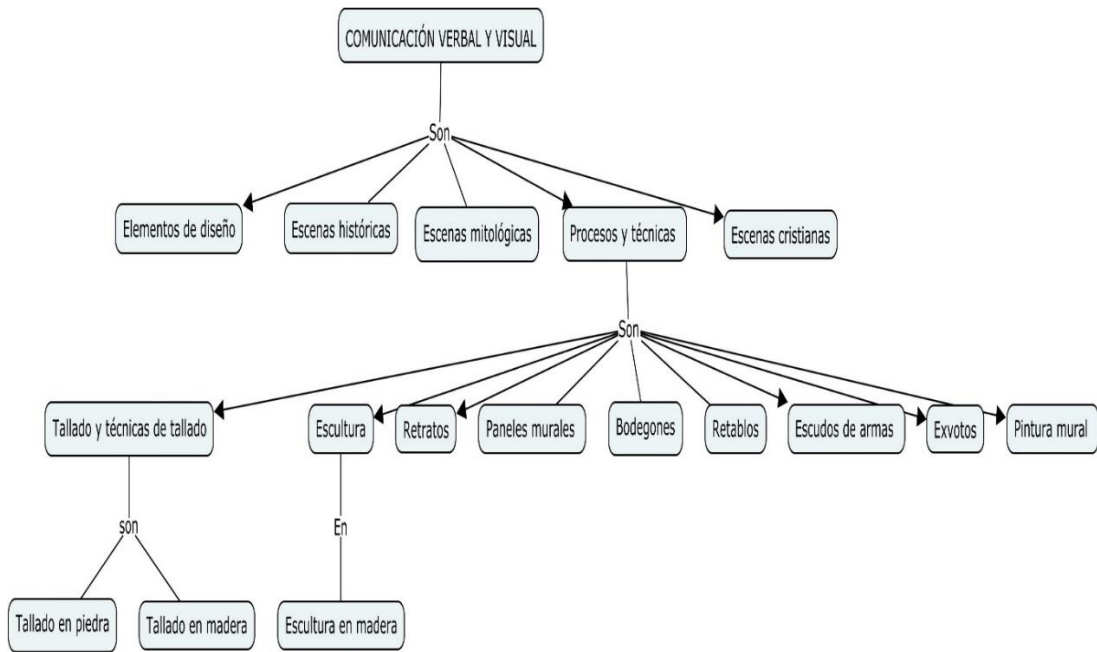 COMUNICACIÓN VERBAL Y VISUAL
Son
Elementos de diseño
Escenas históricas
Escenas mitológicas
Procesos y técnicas
Escenas cristianas
Son
Tallado y técnicas de tallado
Escultura
Retratos
Paneles murales
Bodegones
Retablos
Escudos de armas
Exvotos
Pintura mural
son
En
Tallado en piedra
Tallado en madera
Escultura en madera